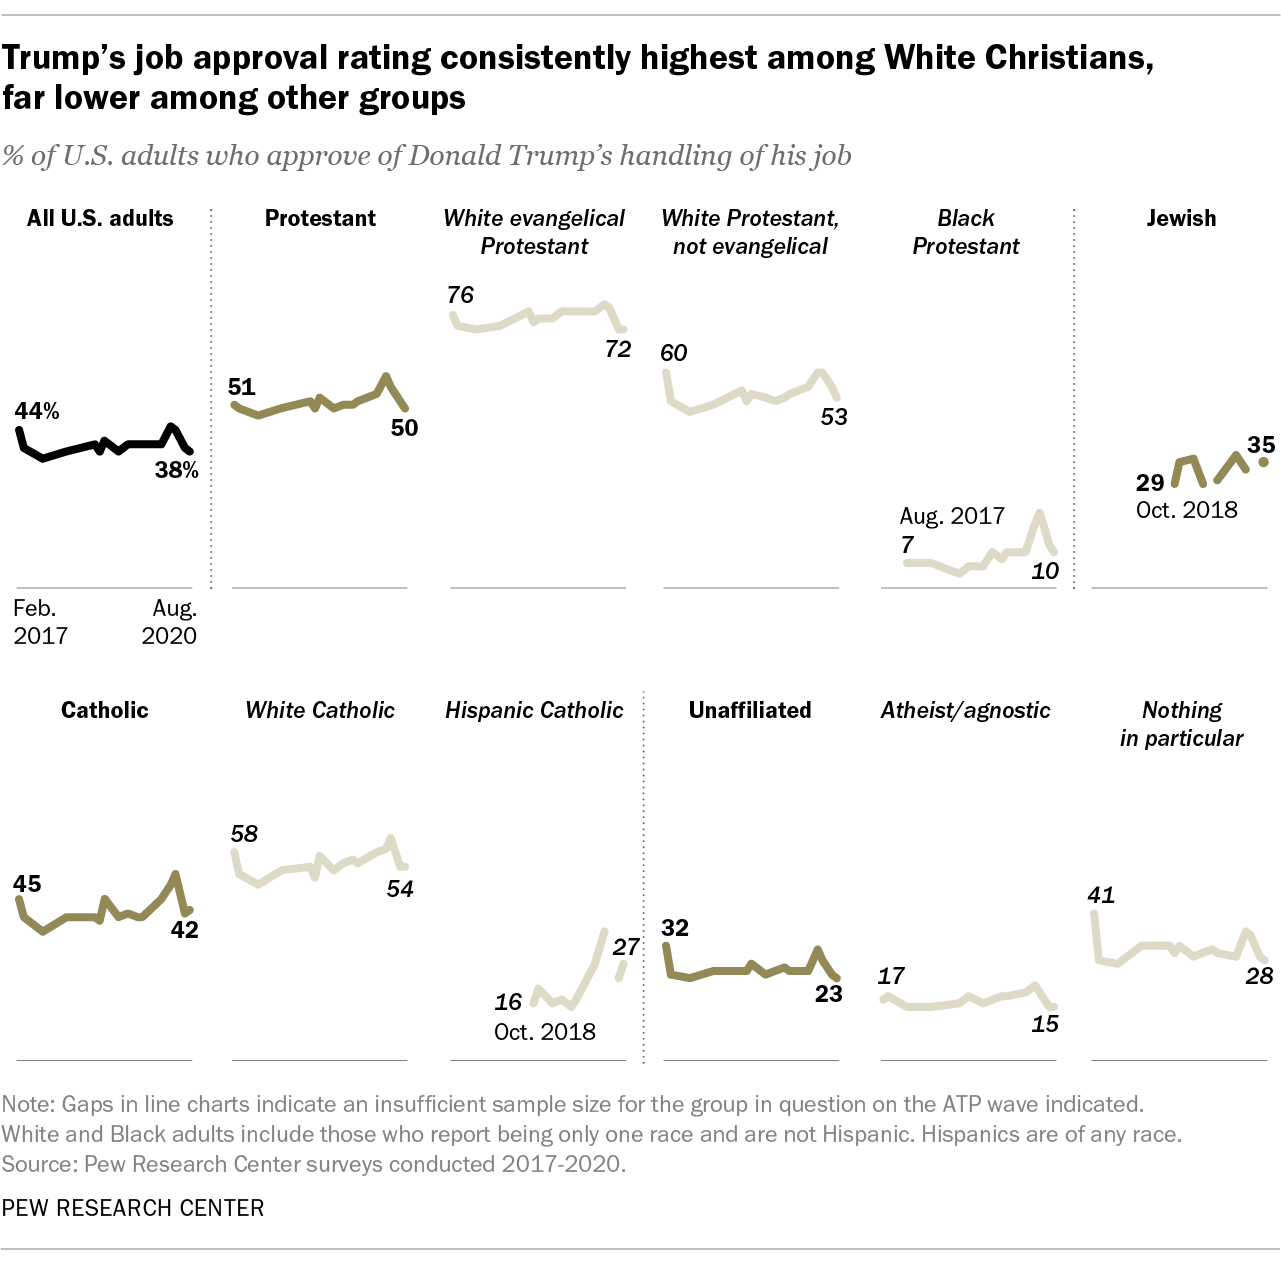 Trump’s job approval rating consistently highest among White Christians,
far lower among other groups
% of U.S. adults who approve of Donald Trump’s handling of his job
All U.S. adults
Protestant
White evangelical
Protestant
White Protestant,
not evangelical
Black
Protestant
Jewish
44%
38%
51
50
76
72
60
53
Aug. 2017
7
10
29
Oct. 2018
35
Feb.
2017
Aug.
2020
Catholic
White Catholic
Hispanic Catholic
Unaffiliated
Atheist/agnostic
Nothing
in particular
45
42
58
54
16
Oct. 2018
27
32
23
17
15
41
28
Note: Gaps in line charts indicate an insufficient sample size for the group in question on the ATP wave indicated.
White and Black adults include those who report being only one race and are not Hispanic. Hispanics are of any race.
Source: Pew Research Center surveys conducted 2017-2020.
PEW RESEARCH CENTER